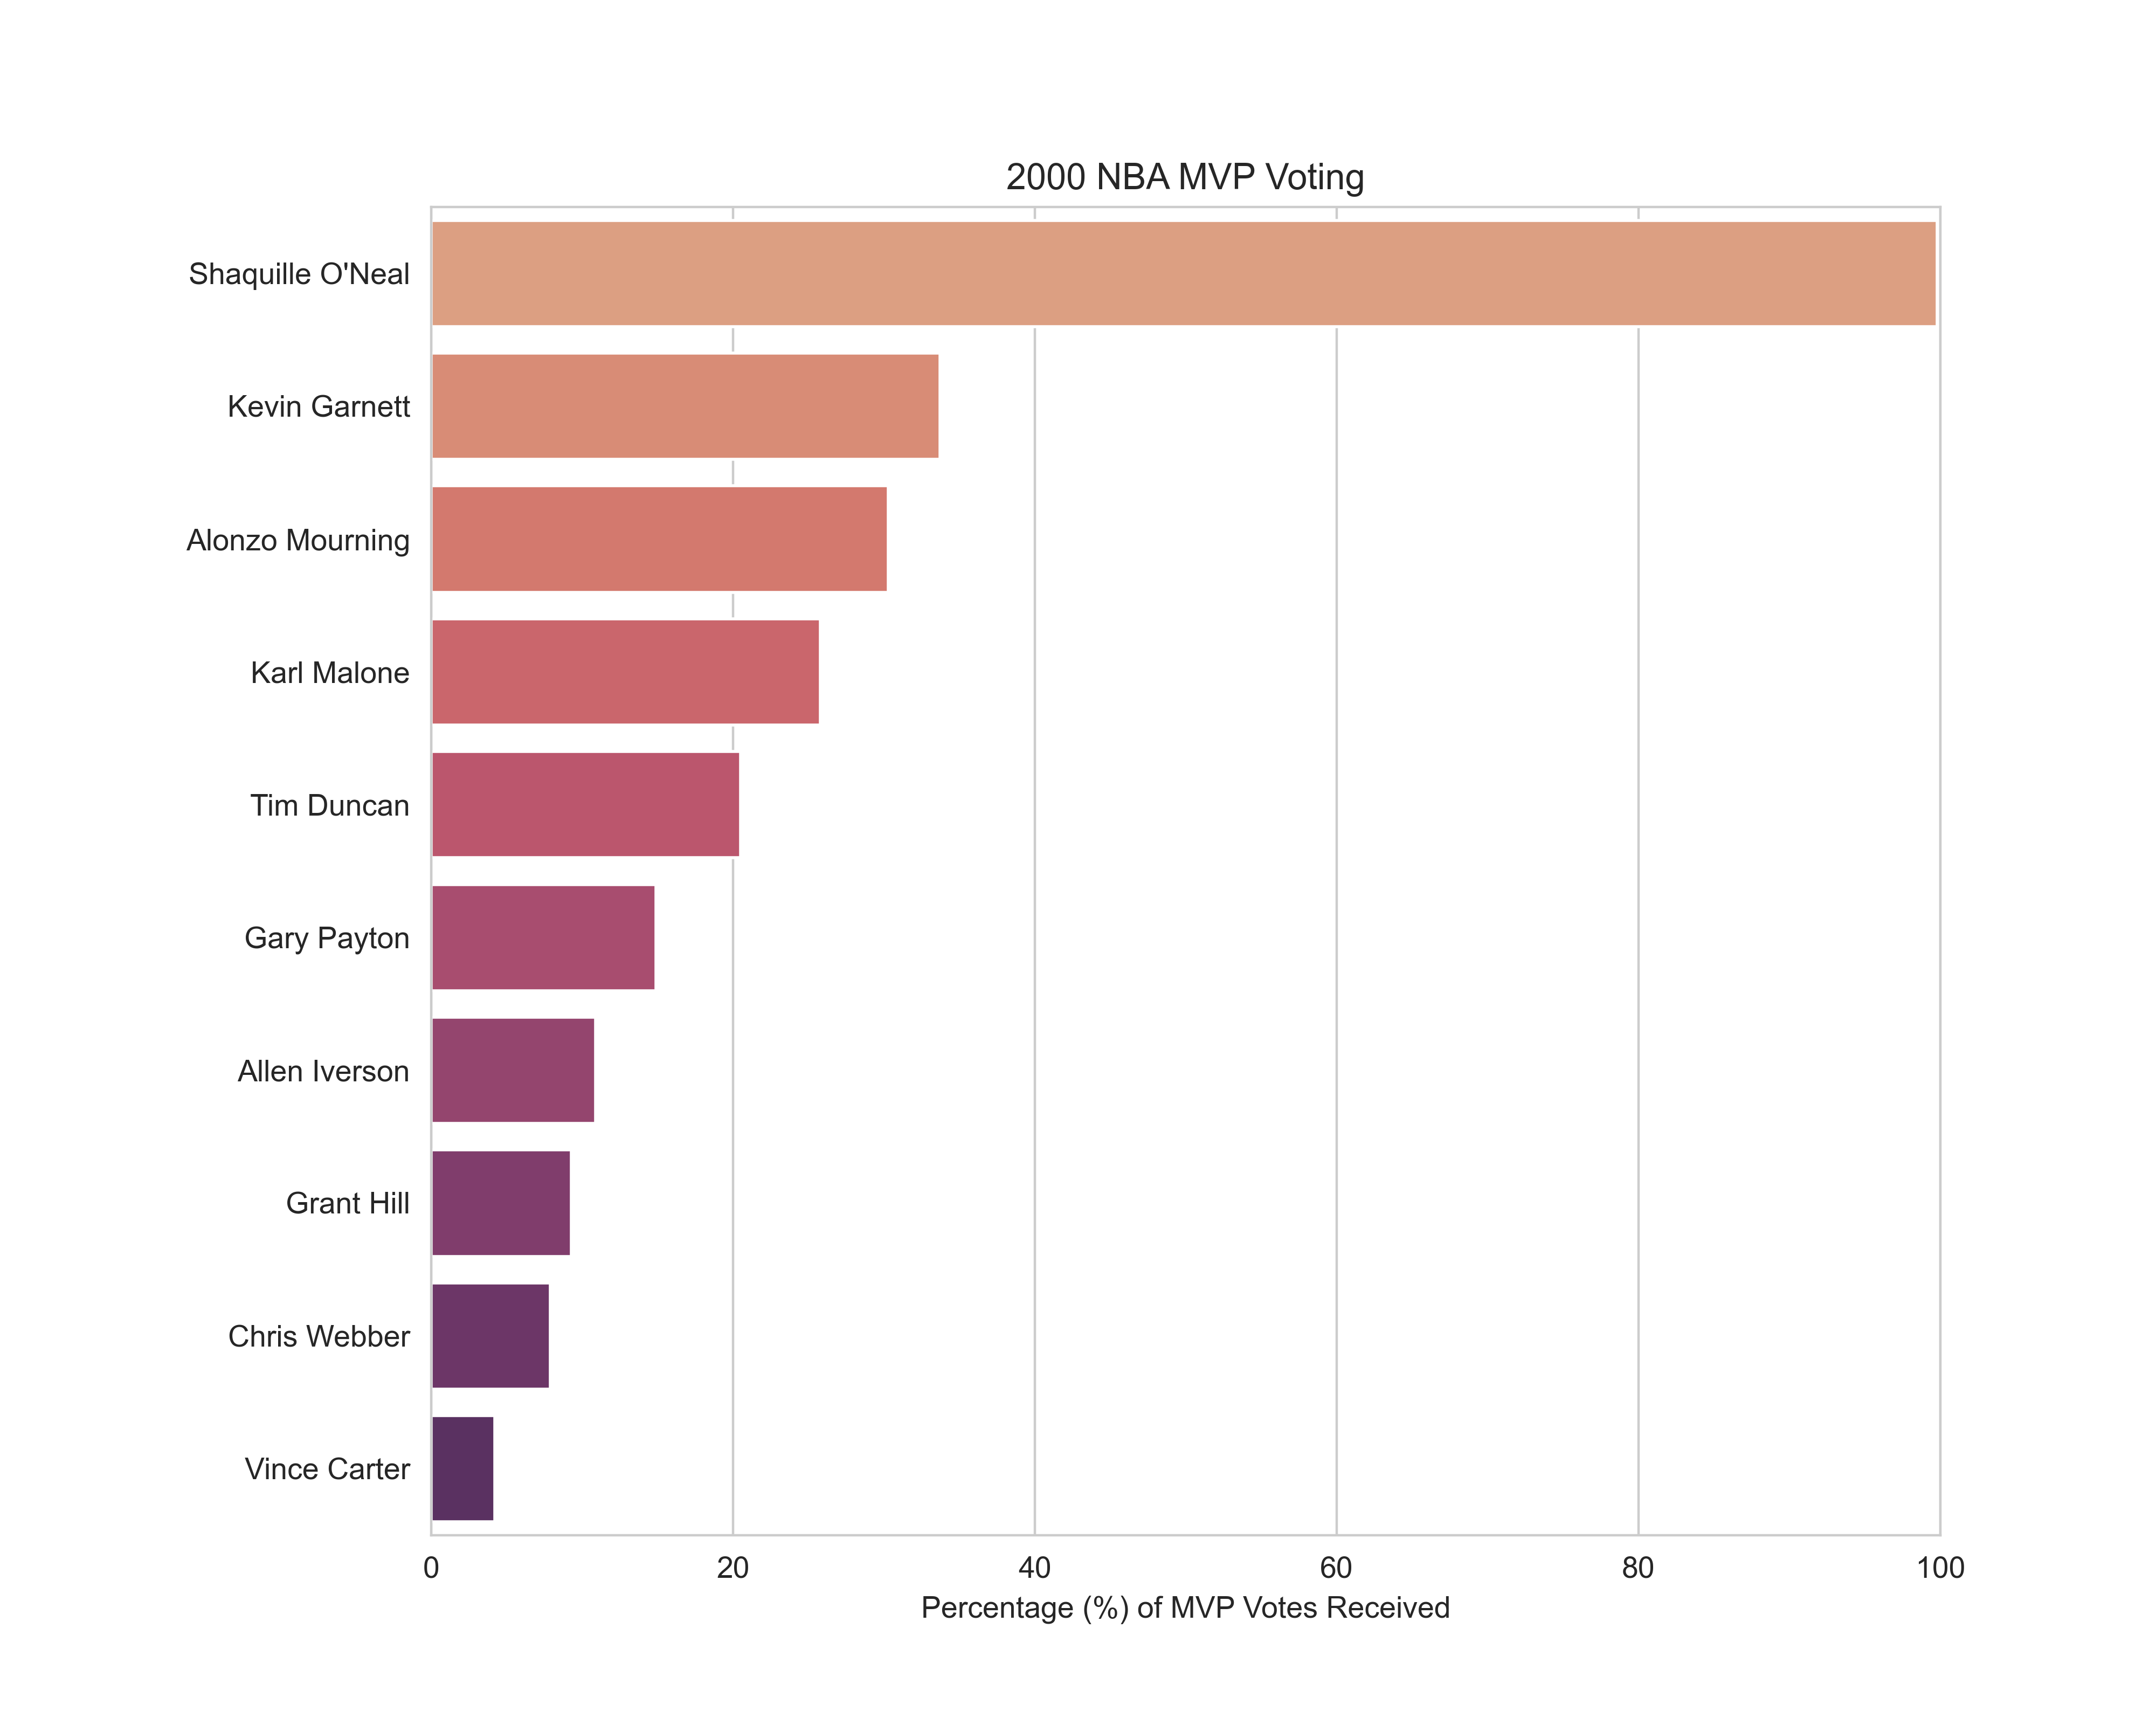 2000 NBA MVP Voting
Shaquille O'Neal
Kevin Garnett
Alonzo Mourning
Karl Malone
Tim Duncan
Gary Payton
Allen Iverson
Grant Hill
Chris Webber
Vince Carter
0 20 40 60 80 100
Percentage (%) of MVP Votes Received